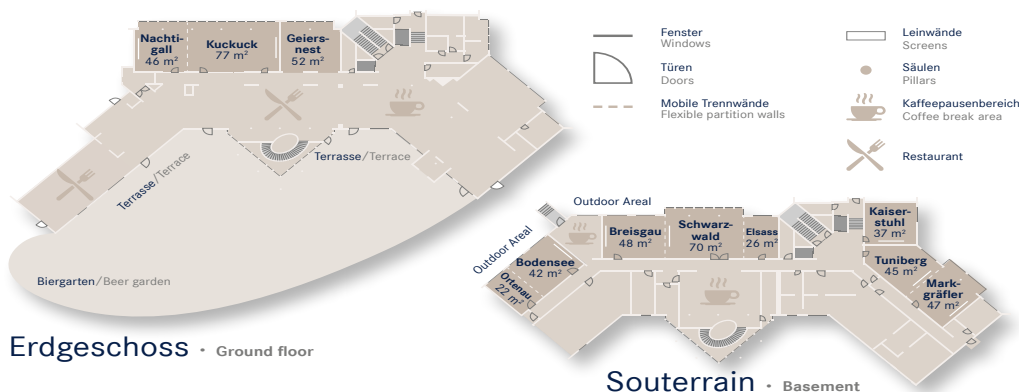 Nachti-
gall
46 m²
Kuckuck
77 m²
Geiers-
nest
52 m²
Terrasse/Terrace
Terrasse/Terrace
Biergarten/Beer garden
Erdgeschoss · Ground floor
Fenster
Windows
Türen
Doors
Mobile Trennwände
Flexible partition walls
Leinwände
Screens
Säulen
Pillars
Kaffeepausenbereich
Coffee break area
Restaurant
Outdoor Areal
Outdoor Areal
Breisgau
48 m²
Schwarz-
wald
70 m²
Elsass
26 m²
Kaiser-
stuhl
37 m²
Bodensee
42 m²
Ortenau
22 m²
Tuniberg
45 m²
Mark-
gräfler
47 m²
Souterrain · Basement